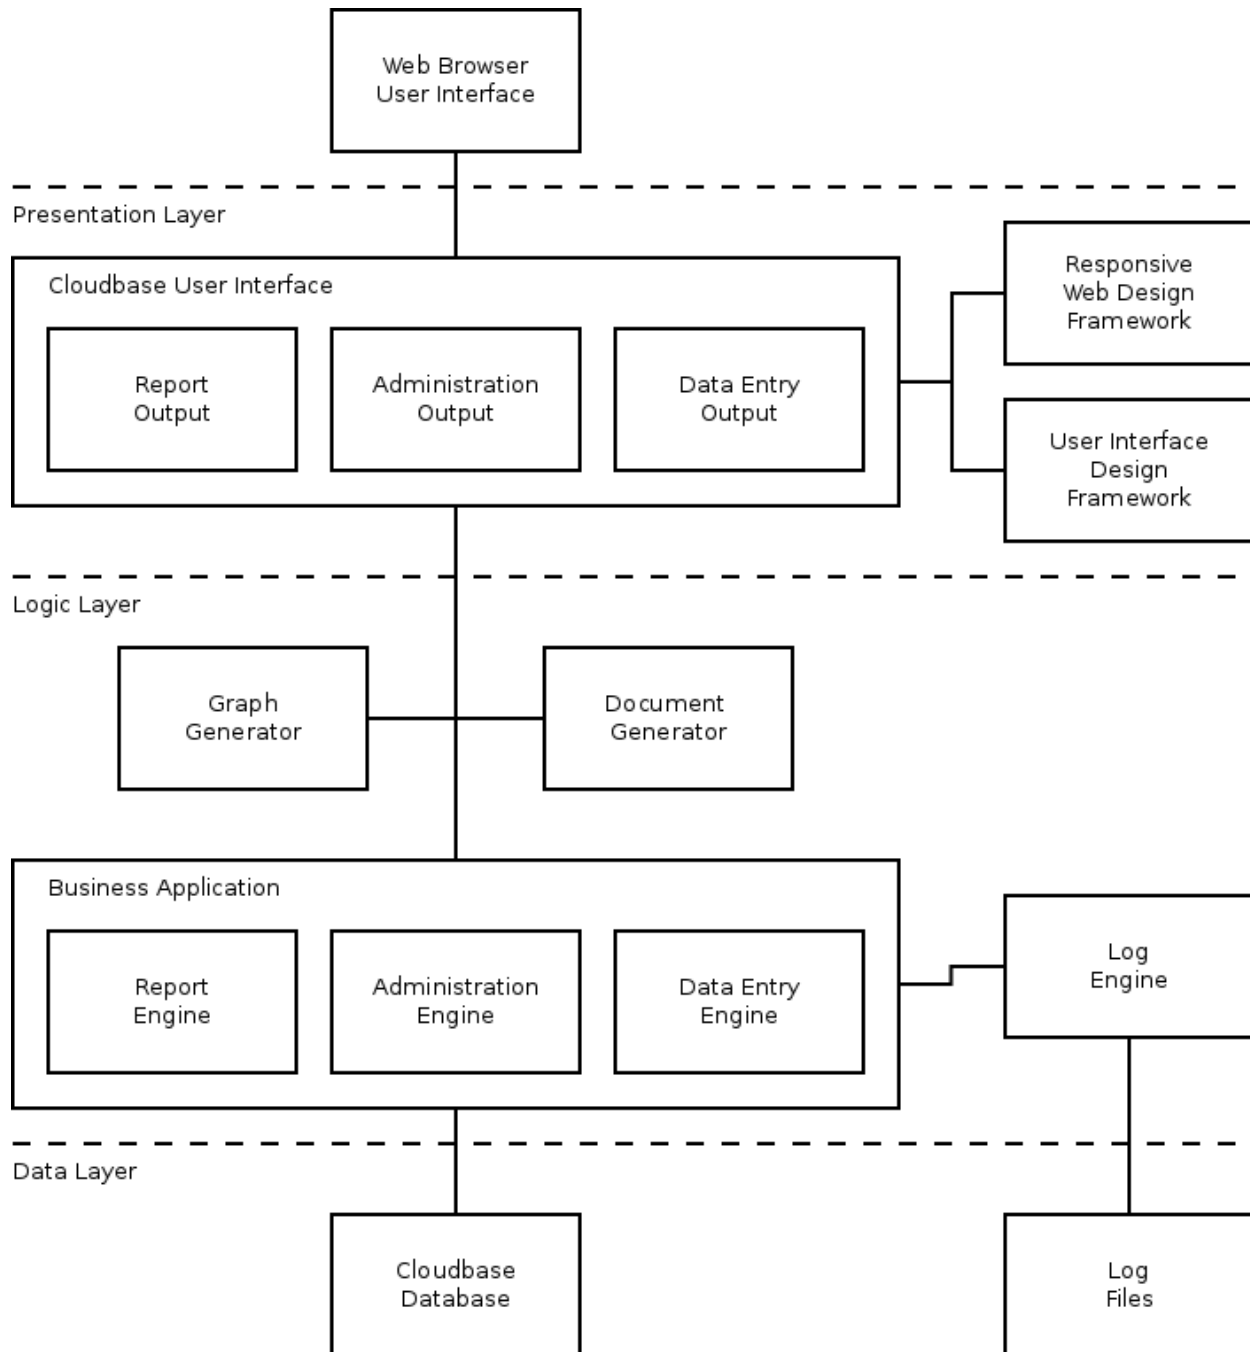 Web Browser
User Interface
Presentation Layer
Cloudbase User Interface
Report
Output
Administration
Output
Data Entry
Output
Responsive
Web Design
Framework
User Interface
Design
Framework
Logic Layer
Graph
Generator
Document
Generator
Business Application
Report
Engine
Administration
Engine
Data Entry
Engine
Log
Engine
Data Layer
Cloudbase
Database
Log
Files